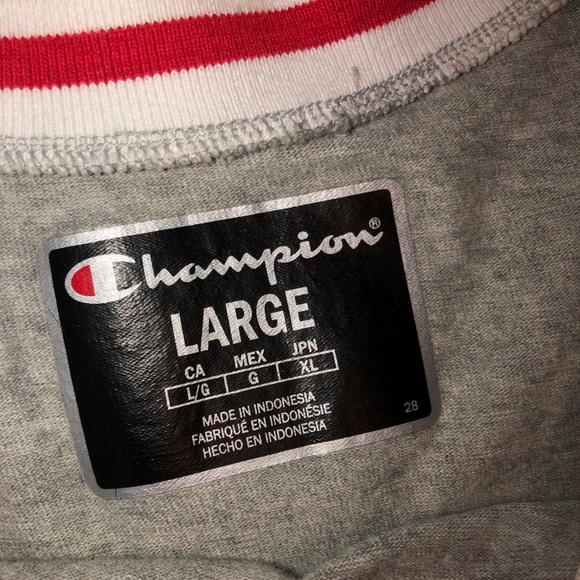 Champion®
LARGE
CA MEX JPN
L/G G XL
MADE IN INDONESIA
FABRIQUÉ EN INDONÉSIE
HECHO EN INDONESIA
28